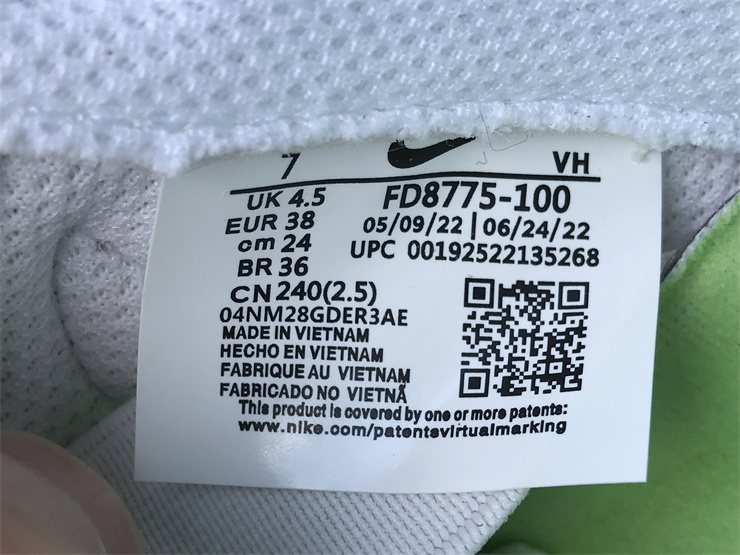 7 VH
UK 4.5 FD8775-100
EUR 38 05/09/22 | 06/24/22
cm 24 UPC 00192522135268
BR 36
CN 240(2.5)
04NM28GDER3AE
MADE IN VIETNAM
HECHO EN VIETNAM
FABRIQUE AU VIETNAM
FABRICADO NO VIETNÃ
This product is covered by one or more patents:
www.nike.com/patentsvirtualmarking